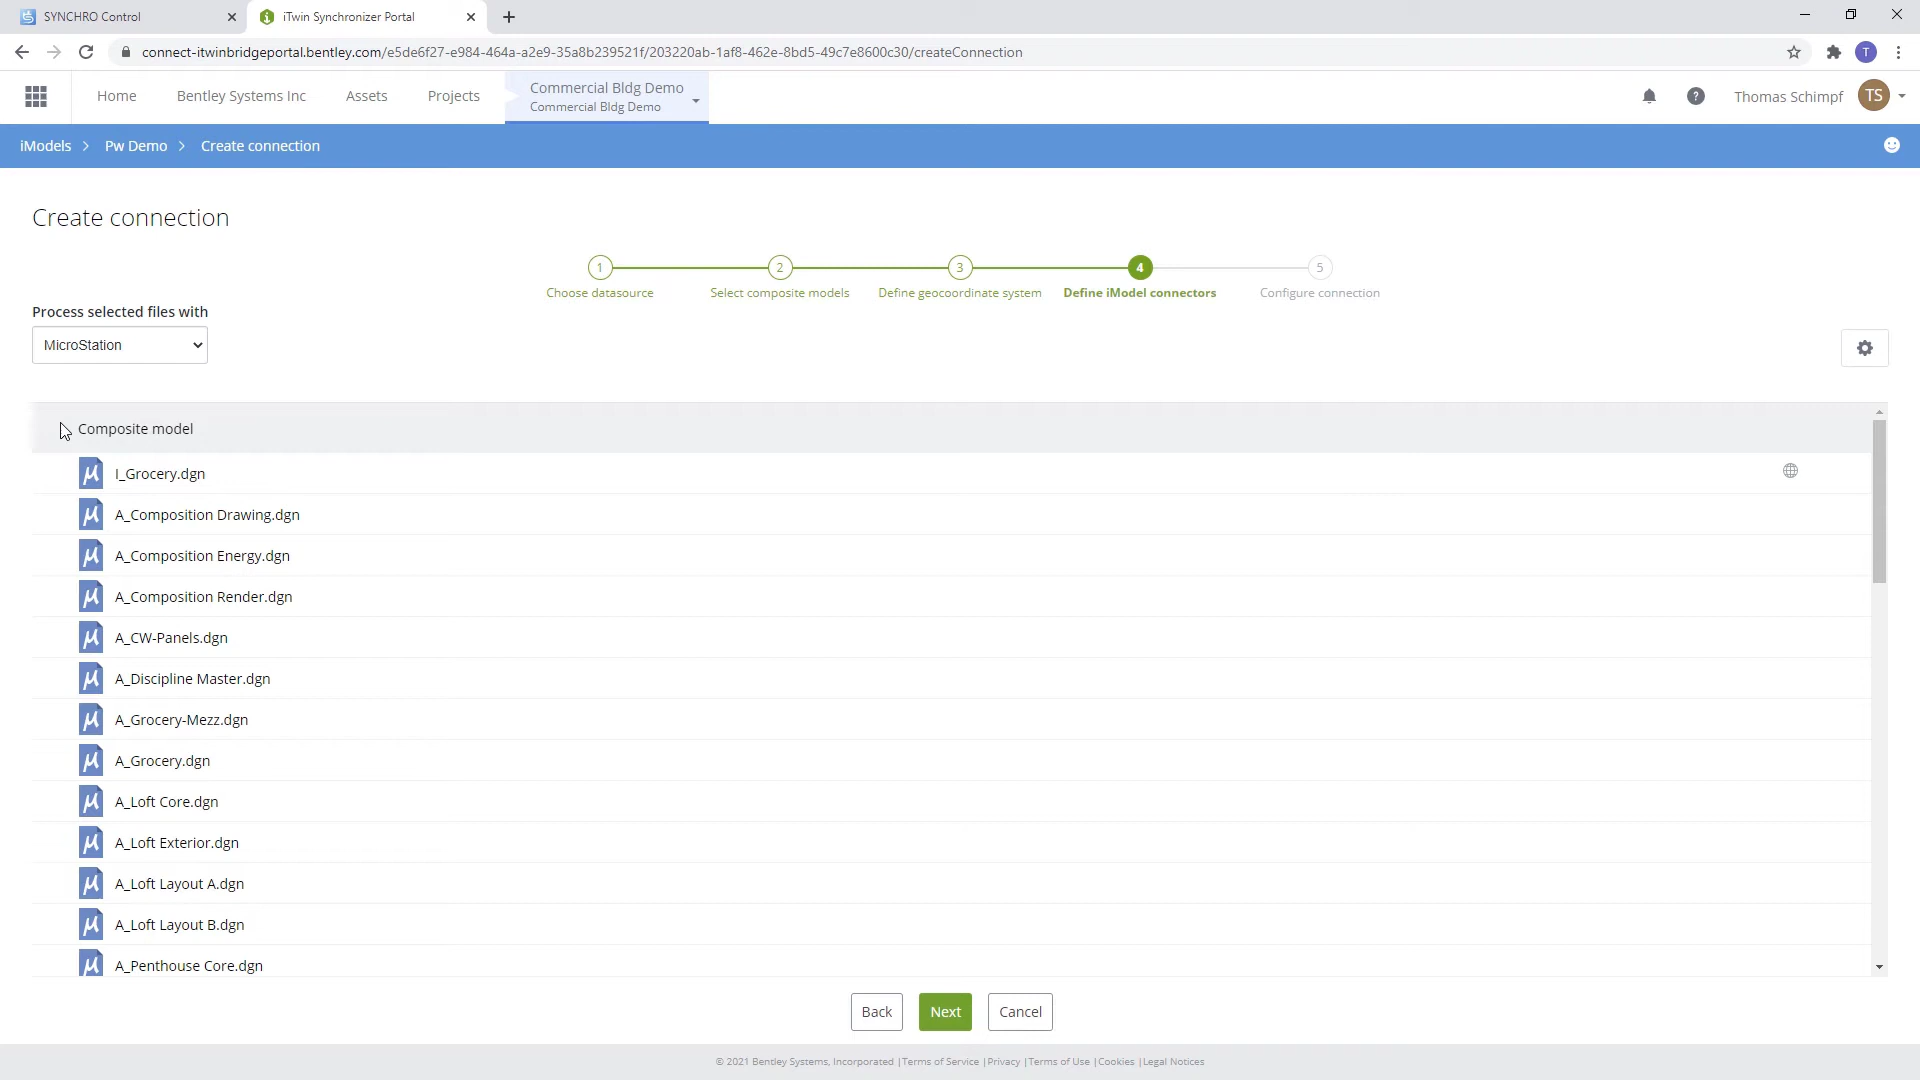 SYNCHRO Control
iTwin Synchronizer Portal
connect-itwinbridgeportal.bentley.com/e5de6f27-e984-464a-a2e9-35a8b239521f/203220ab-1af8-462e-8bd5-49c7e8600c30/createConnection
T
Home
Bentley Systems Inc
Assets
Projects
Commercial Bldg Demo
Commercial Bldg Demo
Thomas Schimpf
TS
iModels > Pw Demo > Create connection
Create connection
1 2 3 4 5
Choose datasource
Select composite models
Define geocoordinate system
Define iModel connectors
Configure connection
Process selected files with
MicroStation
Composite model
I_Grocery.dgn
A_Composition Drawing.dgn
A_Composition Energy.dgn
A_Composition Render.dgn
A_CW-Panels.dgn
A_Discipline Master.dgn
A_Grocery-Mezz.dgn
A_Grocery.dgn
A_Loft Core.dgn
A_Loft Exterior.dgn
A_Loft Layout A.dgn
A_Loft Layout B.dgn
A_Penthouse Core.dgn
Back
Next
Cancel
© 2021 Bentley Systems, Incorporated |Terms of Service |Privacy |Terms of Use |Cookies |Legal Notices